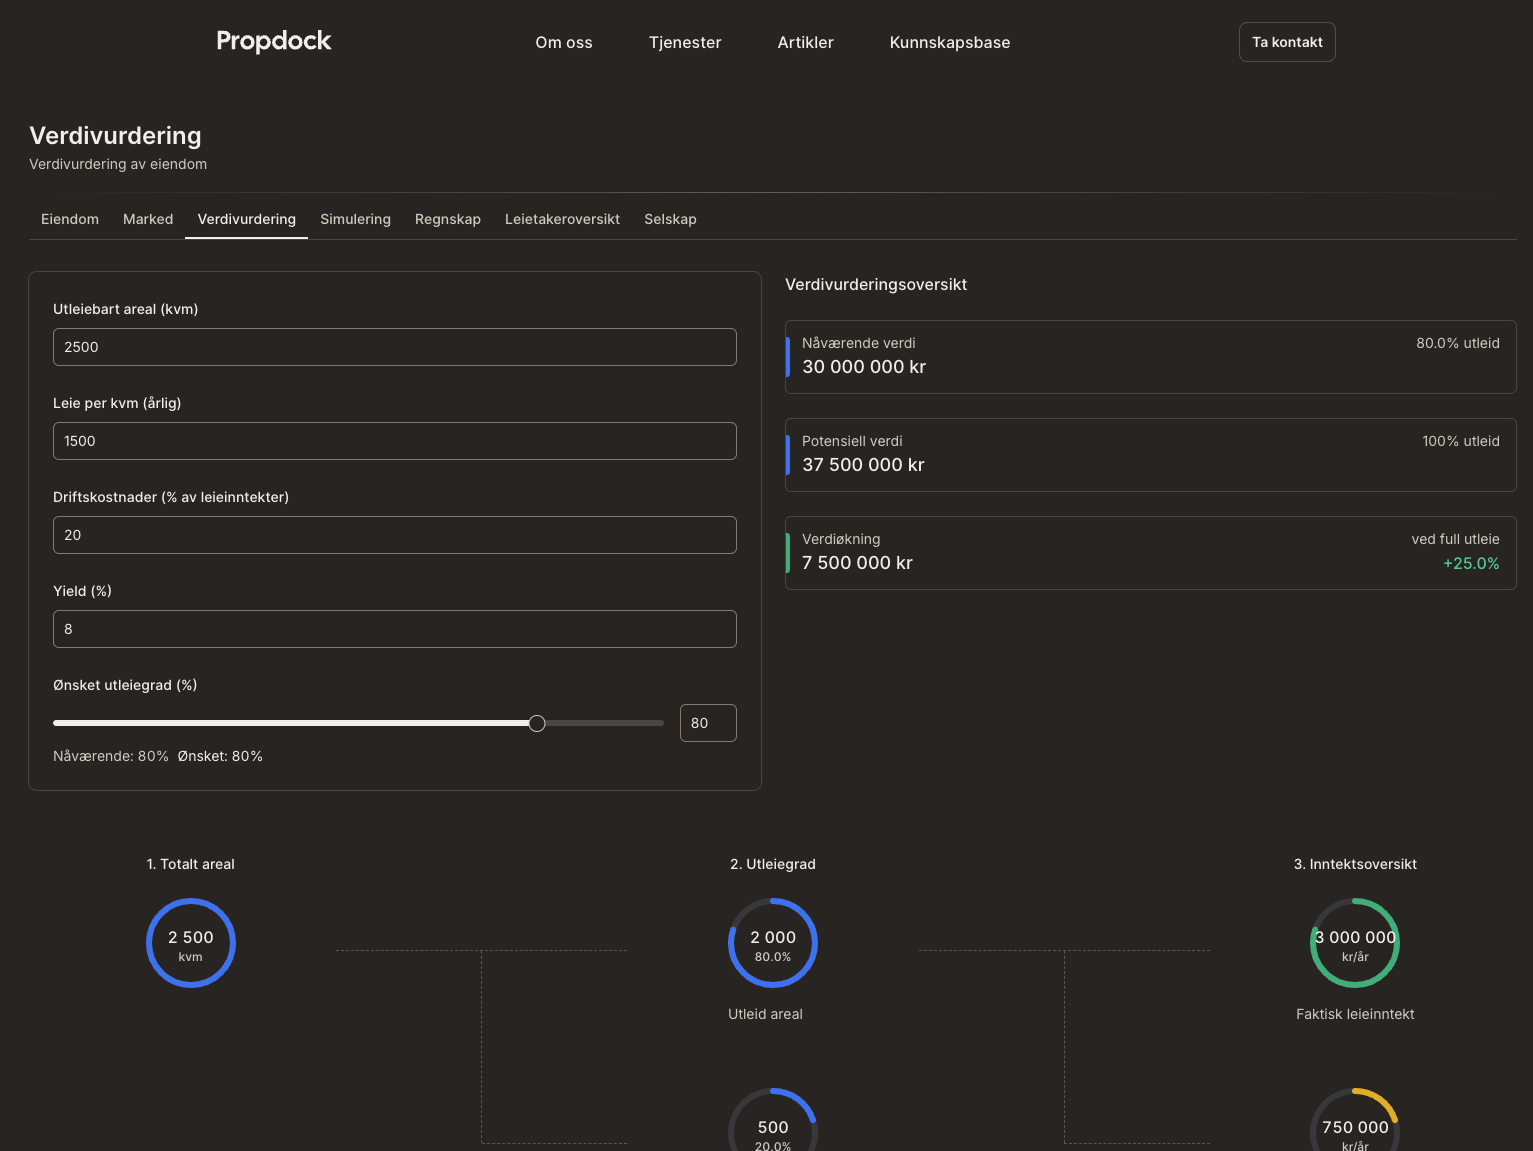 Propdock
Om oss
Tjenester
Artikler
Kunnskapsbase
Ta kontakt
Verdivurdering
Verdivurdering av eiendom
Eiendom
Marked
Verdivurdering
Simulering
Regnskap
Leietakeroversikt
Selskap
Utleiebart areal (kvm)
2500
Leie per kvm (årlig)
1500
Driftskostnader (% av leieinntekter)
20
Yield (%)
8
Ønsket utleiegrad (%)
80
Nåværende: 80% Ønsket: 80%
Verdivurderingsoversikt
Nåværende verdi
80.0% utleid
30 000 000 kr
Potensiell verdi
100% utleid
37 500 000 kr
Verdiøkning
ved full utleie
7 500 000 kr
+25.0%
1. Totalt areal
2 500
kvm
2. Utleiegrad
2 000
80.0%
Utleid areal
500
20.0%
3. Inntektsoversikt
3 000 000
kr/år
Faktisk leieinntekt
750 000
kr/år